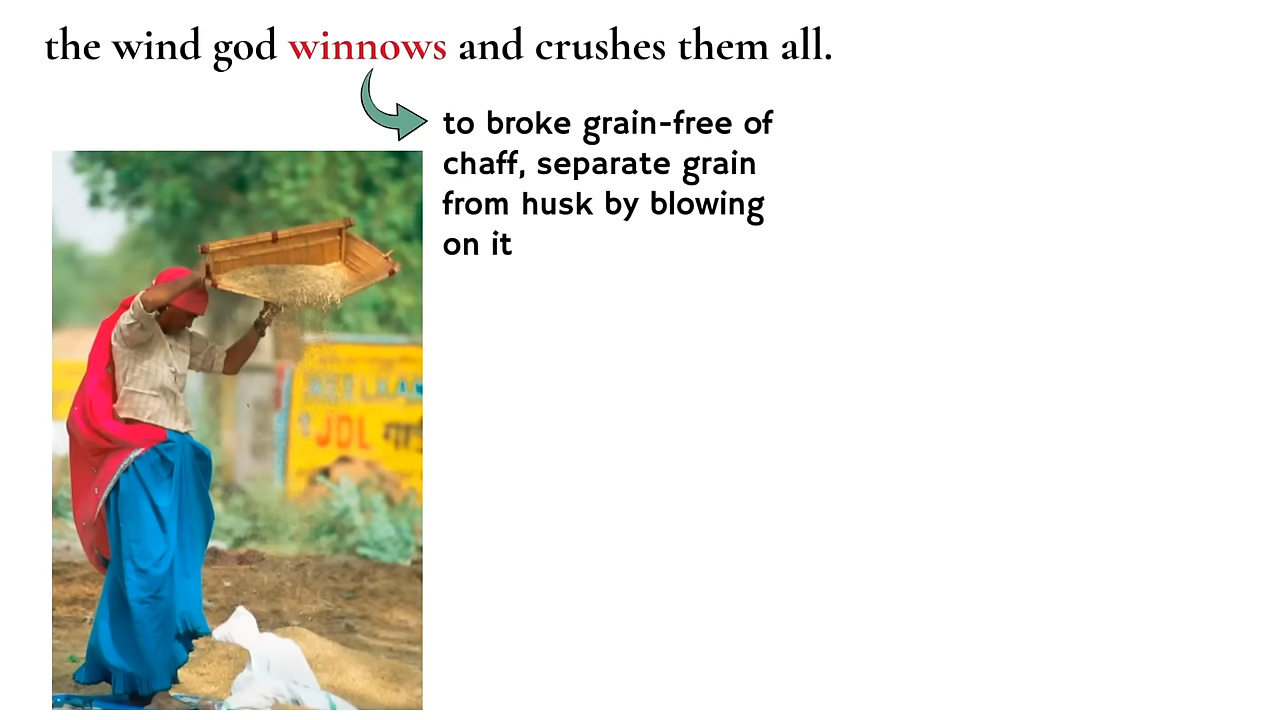 the wind god winnows and crushes them all.
to broke grain-free of
chaff, separate grain
from husk by blowing
on it
JDL